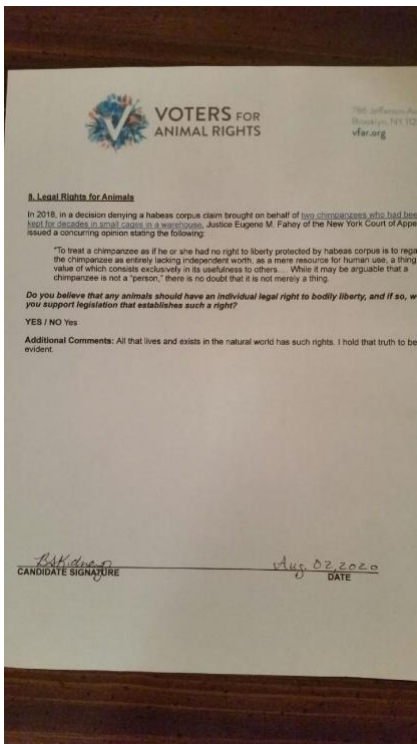 VOTERS FOR
ANIMAL RIGHTS
Brooklyn, NY 112
vfar.org
8. Legal Rights for Animals
In 2018, in a decision denying a habeas corpus claim brought on behalf of two chimpanzees who had bee
kept for decades in small cages in a warehouse, Justice Eugene M. Fahey of the New York Court of Appe
issued a concurring opinion stating the following:
"To treat a chimpanzee as if he or she had no right to liberty protected by habeas corpus is to rega
the chimpanzee as entirely lacking independent worth, as a mere resource for human use, a thing
value of which consists exclusively in its usefulness to others.... While it may be arguable that a
chimpanzee is not a "person," there is no doubt that it is not merely a thing.
Do you believe that any animals should have an individual legal right to bodily liberty, and if so, w
you support legislation that establishes such a right?
YES / NO Yes
Additional Comments: All that lives and exists in the natural world has such rights. I hold that truth to be
evident.
Aug. 02, 2020
CANDIDATE SIGNATURE
DATE